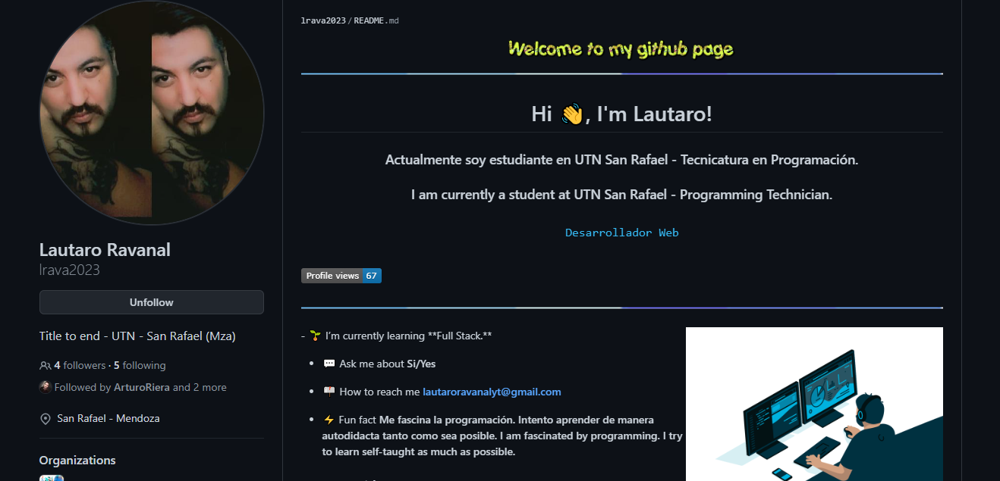 Lautaro Ravanal
lrava2023
Unfollow
Title to end - UTN - San Rafael (Mza)
4 followers · 5 following
Followed by ArturoRiera and 2 more
San Rafael - Mendoza
Organizations
lrava2023/README.md
Welcome to my github page
Hi 👋, I'm Lautaro!
Actualmente soy estudiante en UTN San Rafael - Tecnicatura en Programación.
I am currently a student at UTN San Rafael - Programming Technician.
Desarrollador Web
Profile views 67
- 🌱 I'm currently learning **Full Stack.**
• 💬 Ask me about Si/Yes
• 📫 How to reach me lautaroravanalyt@gmail.com
• ⚡ Fun fact Me fascina la programación. Intento aprender de manera
autodidacta tanto como sea posible. I am fascinated by programming. I try
to learn self-taught as much as possible.